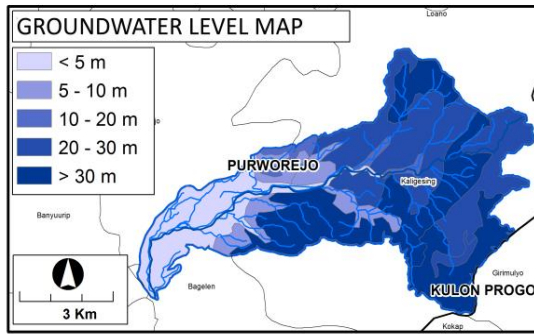 Loano
GROUNDWATER LEVEL MAP
< 5 m
5 - 10 m
10 - 20 m
20 - 30 m
> 30 m
PURWOREJO
Kaligesing
Banyuurip
Girimulyo
Bagelen
KULON PROGO
3 Km
Kokap